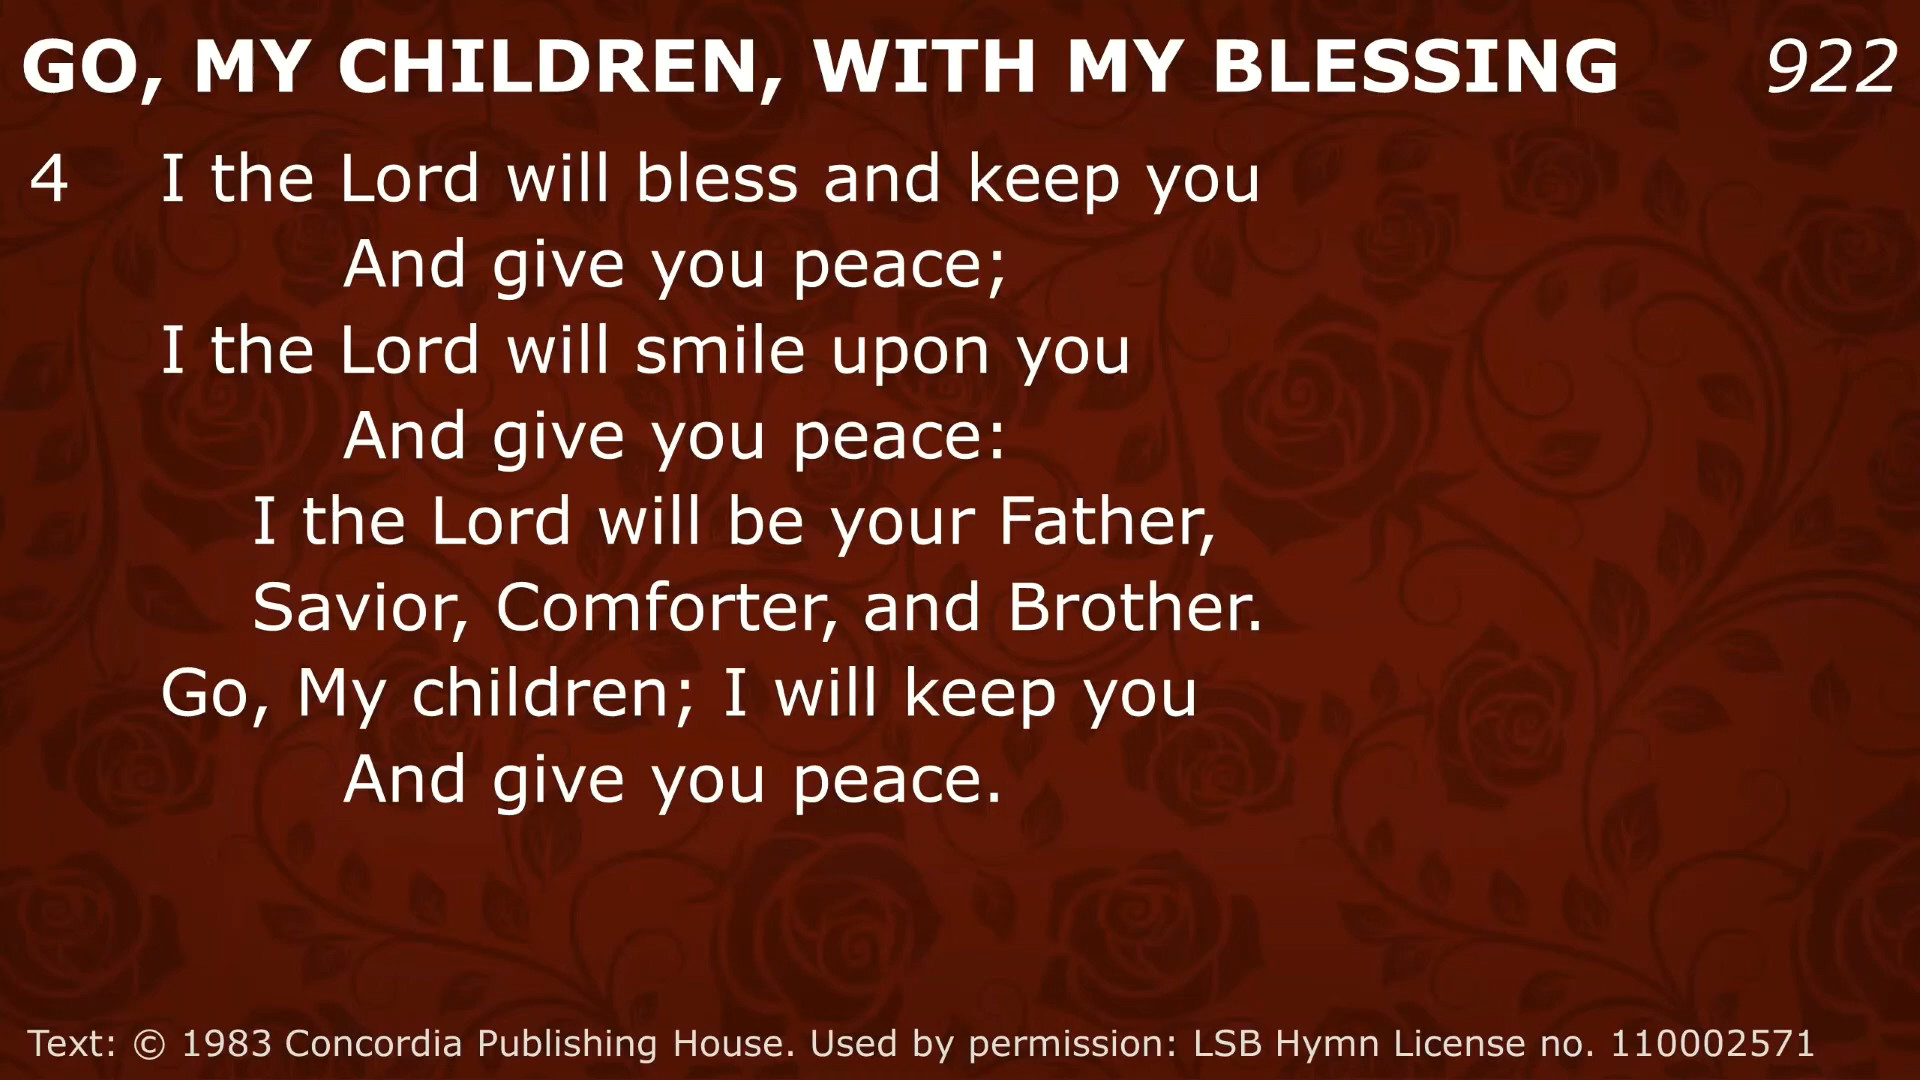 GO, MY CHILDREN, WITH MY BLESSING 922
4 I the Lord will bless and keep you
And give you peace;
I the Lord will smile upon you
And give you peace:
I the Lord will be your Father,
Savior, Comforter, and Brother.
Go, My children; I will keep you
And give you peace.
Text: © 1983 Concordia Publishing House. Used by permission: LSB Hymn License no. 110002571